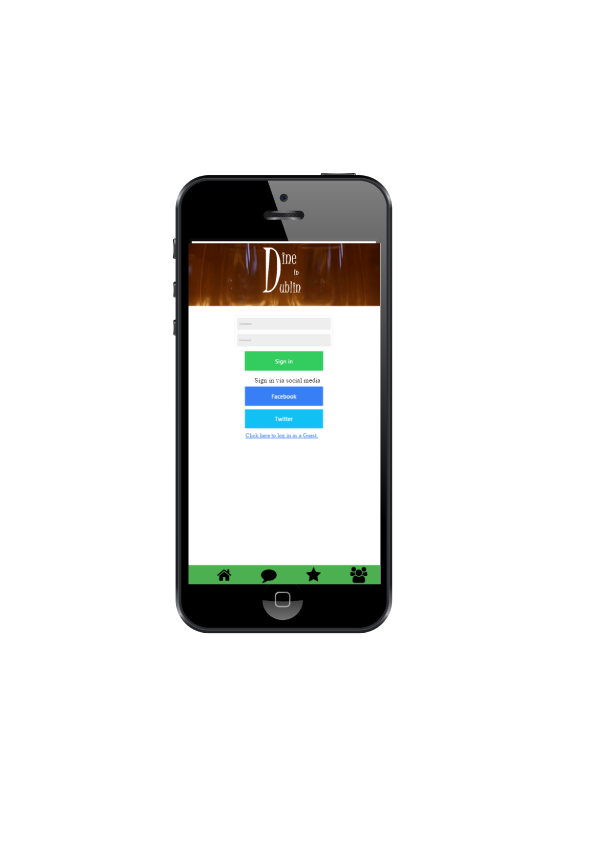 Dine
in
Dublin
Sign in
Sign in via social media
Facebook
Twitter
Click here to log in as a Guest.